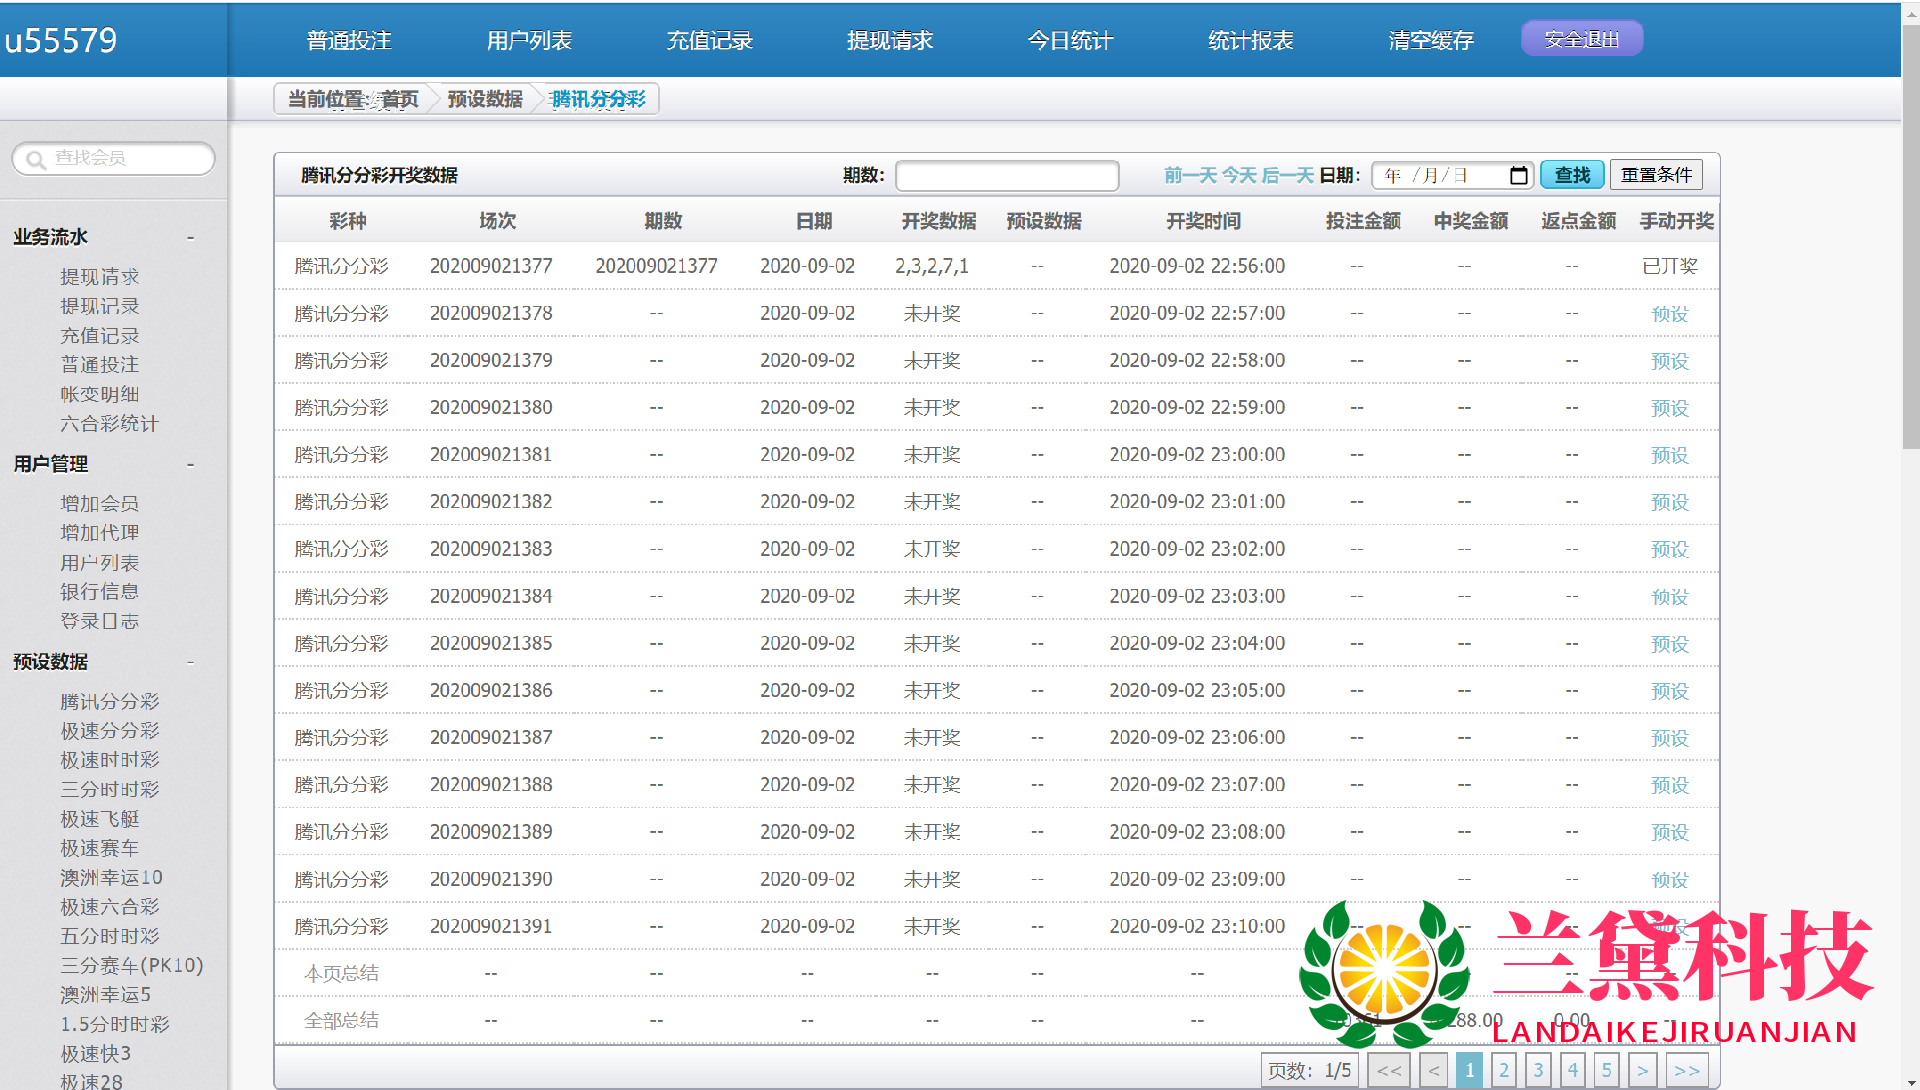 u55579
普通投注 用户列表 充值记录 提现请求 今日统计 统计报表 清空缓存 安全退出
当前位置: 首页 预设数据 腾讯分分彩
查找会员
业务流水 -
提现请求
提现记录
充值记录
普通投注
帐变明细
六合彩统计
用户管理 -
增加会员
增加代理
用户列表
银行信息
登录日志
预设数据 -
腾讯分分彩
极速分分彩
极速时时彩
三分时时彩
极速飞艇
极速赛车
澳洲幸运10
极速六合彩
五分时时彩
三分赛车(PK10)
澳洲幸运5
1.5分时时彩
极速快3
极速28
腾讯分分彩开奖数据 期数: 前一天 今天 后一天 日期: 年 /月/日 查找 重置条件
彩种 场次 期数 日期 开奖数据 预设数据 开奖时间 投注金额 中奖金额 返点金额 手动开奖
腾讯分分彩 202009021377 202009021377 2020-09-02 2,3,2,7,1 -- 2020-09-02 22:56:00 -- -- -- 已开奖
腾讯分分彩 202009021378 -- 2020-09-02 未开奖 -- 2020-09-02 22:57:00 -- -- -- 预设
腾讯分分彩 202009021379 -- 2020-09-02 未开奖 -- 2020-09-02 22:58:00 -- -- -- 预设
腾讯分分彩 202009021380 -- 2020-09-02 未开奖 -- 2020-09-02 22:59:00 -- -- -- 预设
腾讯分分彩 202009021381 -- 2020-09-02 未开奖 -- 2020-09-02 23:00:00 -- -- -- 预设
腾讯分分彩 202009021382 -- 2020-09-02 未开奖 -- 2020-09-02 23:01:00 -- -- -- 预设
腾讯分分彩 202009021383 -- 2020-09-02 未开奖 -- 2020-09-02 23:02:00 -- -- -- 预设
腾讯分分彩 202009021384 -- 2020-09-02 未开奖 -- 2020-09-02 23:03:00 -- -- -- 预设
腾讯分分彩 202009021385 -- 2020-09-02 未开奖 -- 2020-09-02 23:04:00 -- -- -- 预设
腾讯分分彩 202009021386 -- 2020-09-02 未开奖 -- 2020-09-02 23:05:00 -- -- -- 预设
腾讯分分彩 202009021387 -- 2020-09-02 未开奖 -- 2020-09-02 23:06:00 -- -- -- 预设
腾讯分分彩 202009021388 -- 2020-09-02 未开奖 -- 2020-09-02 23:07:00 -- -- -- 预设
腾讯分分彩 202009021389 -- 2020-09-02 未开奖 -- 2020-09-02 23:08:00 -- -- -- 预设
腾讯分分彩 202009021390 -- 2020-09-02 未开奖 -- 2020-09-02 23:09:00 -- -- -- 预设
腾讯分分彩 202009021391 -- 2020-09-02 未开奖 -- 2020-09-02 23:10:00 -- --
本页总结 -- -- -- -- -- -- --
全部总结 -- -- -- -- -- -- 0.00 --
兰黛科技
LANDAIKEJIRUANJIAN
页数: 1/5 << < 1 2 3 4 5 > >>